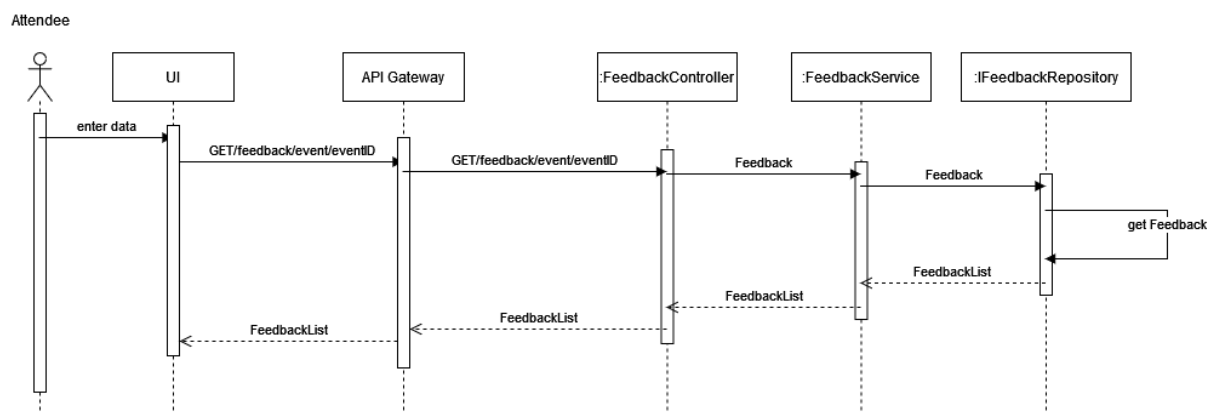 Attendee
UI
API Gateway
:FeedbackController
:FeedbackService
:IFeedbackRepository
enter data
GET/feedback/event/eventID
GET/feedback/event/eventID
Feedback
Feedback
get Feedback
FeedbackList
FeedbackList
FeedbackList
FeedbackList